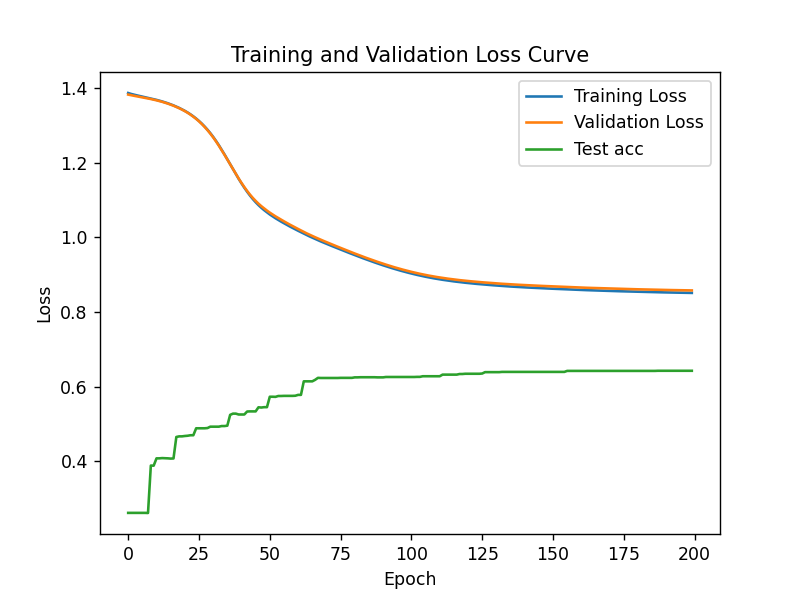 Training and Validation Loss Curve
Training Loss
Validation Loss
Test acc
1.4
1.2
1.0
0.8
0.6
0.4
Loss
0 25 50 75 100 125 150 175 200
Epoch